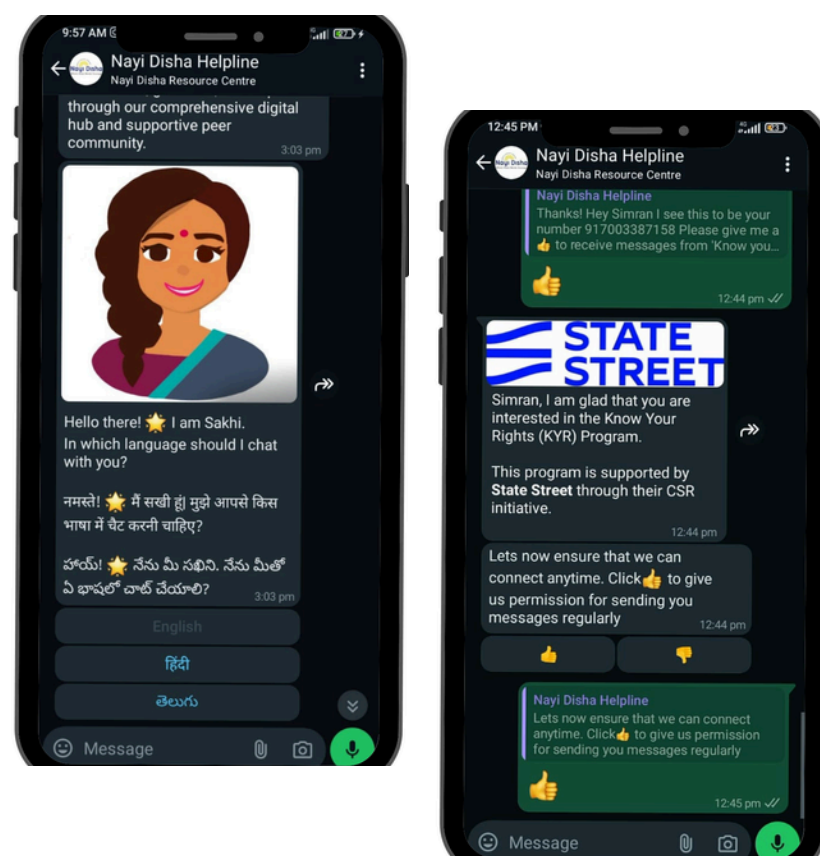 9:57 AM
Nayi Disha Helpline
Nayi Disha Resource Centre
through our comprehensive digital
hub and supportive peer
community.
3:03 pm
Hello there! 🌟 I am Sakhi.
In which language should I chat
with you?
नमस्ते! 🌟 मैं सखी हूं! मुझे आपसे किस
भाषा में चैट करनी चाहिए?
హాయ్! 🌟 నేను మీ సఖిని. నేను మీతో
ఏ భాషలో చాట్ చేయాలి?
3:03 pm
English
हिंदी
తెలుగు
Message
12:45 PM
Nayi Disha Helpline
Nayi Disha Resource Centre
Nayi Disha Helpline
Thanks! Hey Simran I see this to be your
number 917003387158 Please give me a
👍 to receive messages from 'Know you...
👍
12:44 pm
STATE
STREET
Simran, I am glad that you are
interested in the Know Your
Rights (KYR) Program.
This program is supported by
State Street through their CSR
initiative.
12:44 pm
Lets now ensure that we can
connect anytime. Click👍 to give
us permission for sending you
messages regularly
12:44 pm
👍 👎
Nayi Disha Helpline
Lets now ensure that we can connect
anytime. Click👍 to give us permission
for sending you messages regularly
👍
12:45 pm
Message